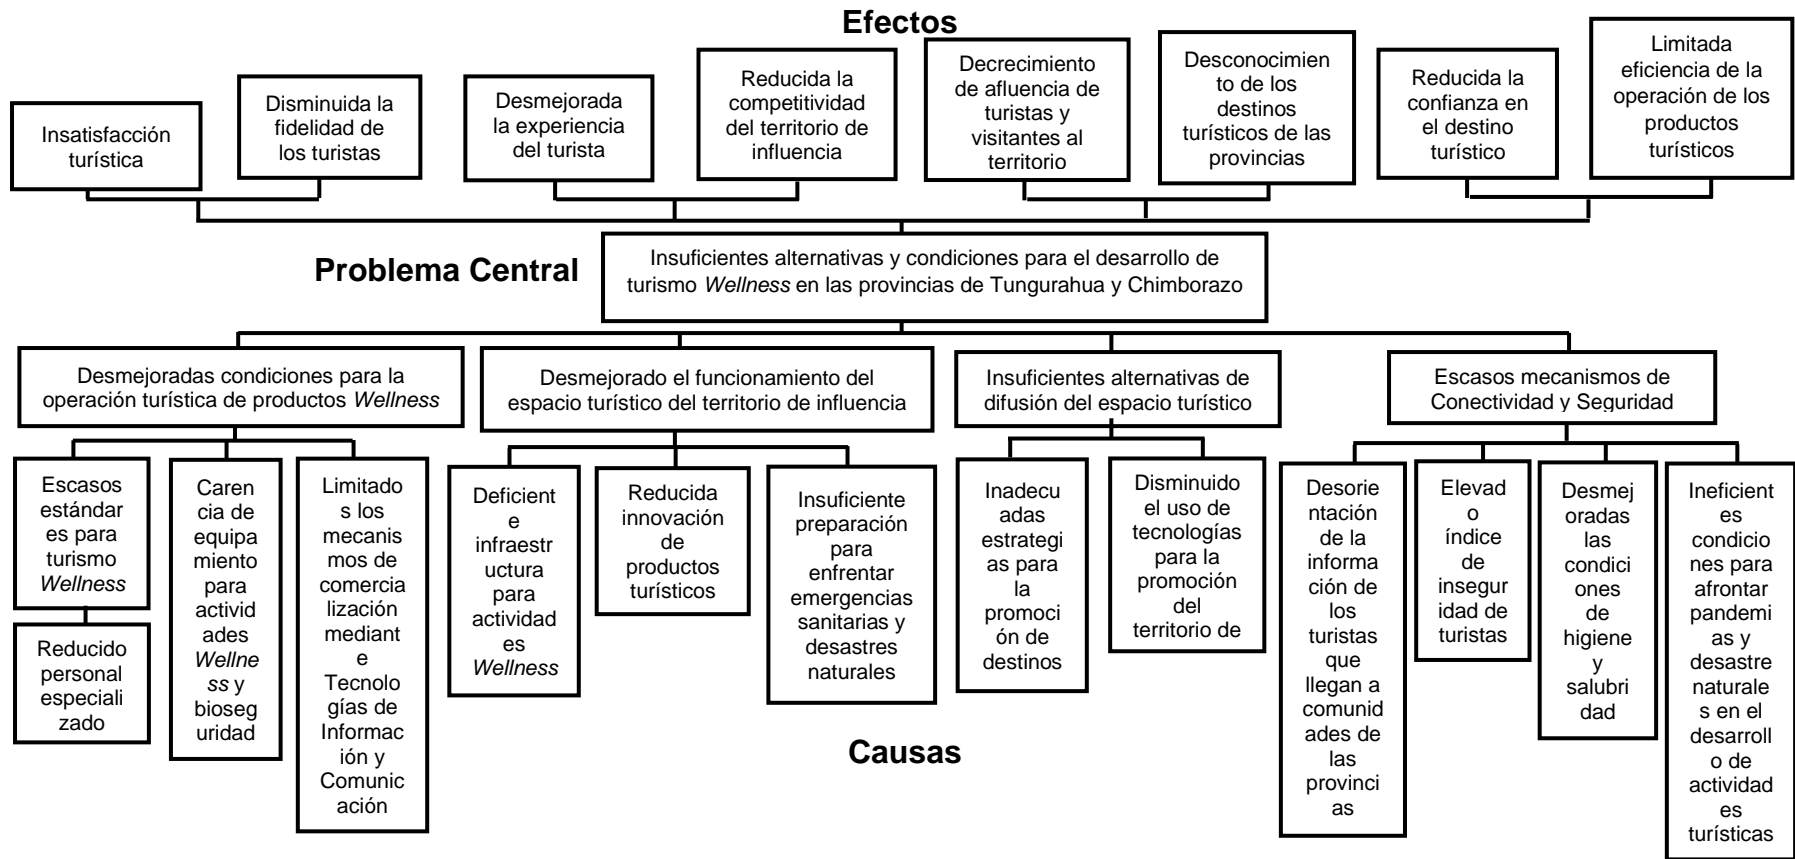 Efectos
Insatisfacción
turística
Disminuida la
fidelidad de
los turistas
Desmejorada
la experiencia
del turista
Reducida la
competitividad
del territorio de
influencia
Decrecimiento
de afluencia de
turistas y
visitantes al
territorio
Desconocimien
to de los
destinos
turísticos de las
provincias
Reducida la
confianza en
el destino
turístico
Limitada
eficiencia de la
operación de los
productos
turísticos
Problema Central
Insuficientes alternativas y condiciones para el desarrollo de
turismo Wellness en las provincias de Tungurahua y Chimborazo
Desmejoradas condiciones para la
operación turística de productos Wellness
Desmejorado el funcionamiento del
espacio turístico del territorio de influencia
Insuficientes alternativas de
difusión del espacio turístico
Escasos mecanismos de
Conectividad y Seguridad
Escasos
estándar
es para
turismo
Wellness
Reducido
personal
especiali
zado
Caren
cia de
equipa
miento
para
activid
ades
Wellne
ss y
bioseg
uridad
Limitado
s los
mecanis
mos de
comercia
lización
mediant
e
Tecnolo
gías de
Informac
ión y
Comunic
ación
Deficient
e
infraestr
uctura
para
actividad
es
Wellness
Reducida
innovación
de
productos
turísticos
Insuficiente
preparación
para
enfrentar
emergencias
sanitarias y
desastres
naturales
Inadecu
adas
estrategi
as para
la
promoci
ón de
destinos
Disminuido
el uso de
tecnologías
para la
promoción
del
territorio de
Desorie
ntación
de la
informa
ción de
los
turistas
que
llegan a
comunid
ades de
las
provinci
as
Elevad
o
índice
de
insegur
idad de
turistas
Desmej
oradas
las
condici
ones
de
higiene
y
salubri
dad
Ineficient
es
condicio
nes para
afrontar
pandemi
as y
desastre
naturale
s en el
desarroll
o de
actividad
es
turísticas
Causas